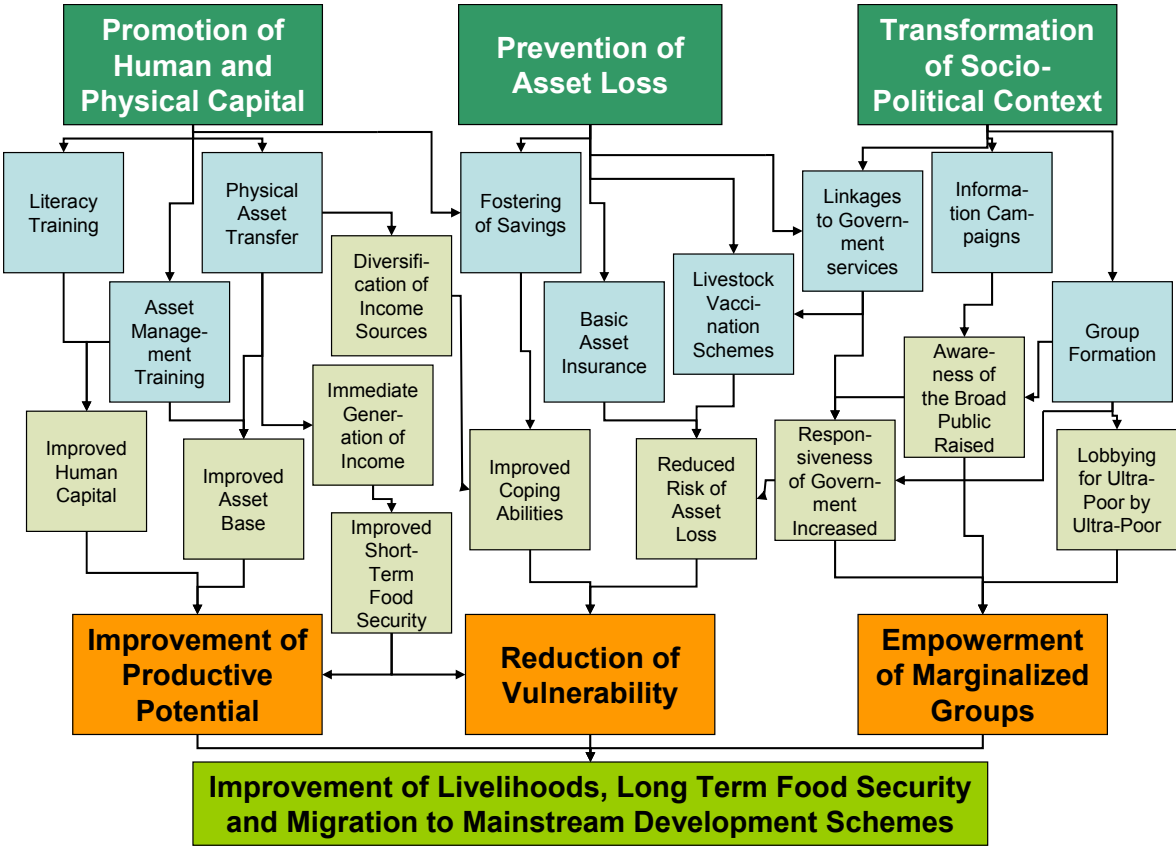 Promotion of
Human and
Physical Capital
Prevention of
Asset Loss
Transformation
of Socio-
Political Context
Literacy
Training
Physical
Asset
Transfer
Fostering
of Savings
Linkages
to Govern-
ment
services
Informa-
tion Cam-
paigns
Diversifi-
cation of
Income
Sources
Asset
Manage-
ment
Training
Basic
Asset
Insurance
Livestock
Vacci-
nation
Schemes
Group
Formation
Aware-
ness of
the Broad
Public
Raised
Immediate
Gener-
ation of
Income
Improved
Human
Capital
Improved
Asset
Base
Improved
Coping
Abilities
Reduced
Risk of
Asset
Loss
Respon-
siveness
of Govern-
ment
Increased
Lobbying
for Ultra-
Poor by
Ultra-Poor
Improved
Short-
Term
Food
Security
Improvement of
Productive
Potential
Reduction of
Vulnerability
Empowerment
of Marginalized
Groups
Improvement of Livelihoods, Long Term Food Security
and Migration to Mainstream Development Schemes